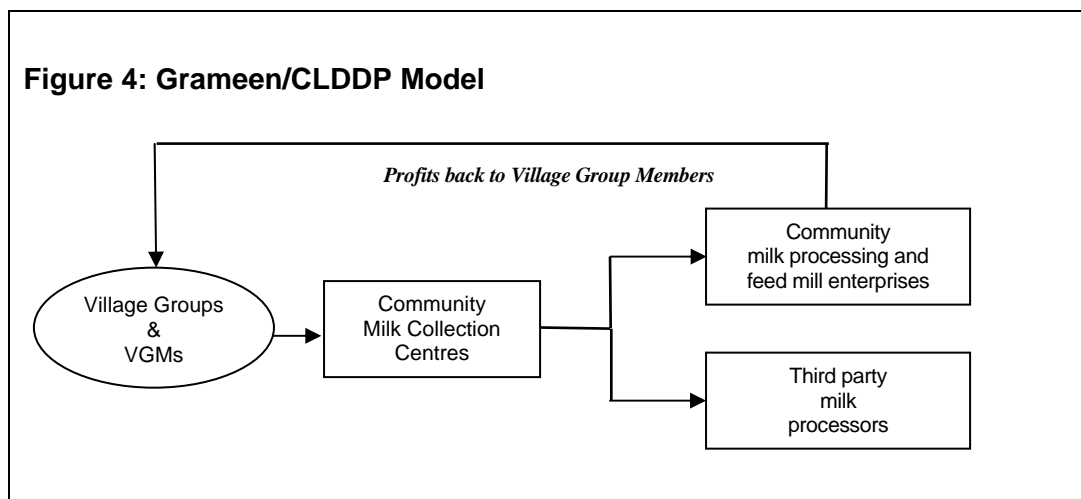 Figure 4: Grameen/CLDDP Model
Profits back to Village Group Members
Community
milk processing and
feed mill enterprises
Village Groups
&
VGMs
Community
Milk Collection
Centres
Third party
milk
processors